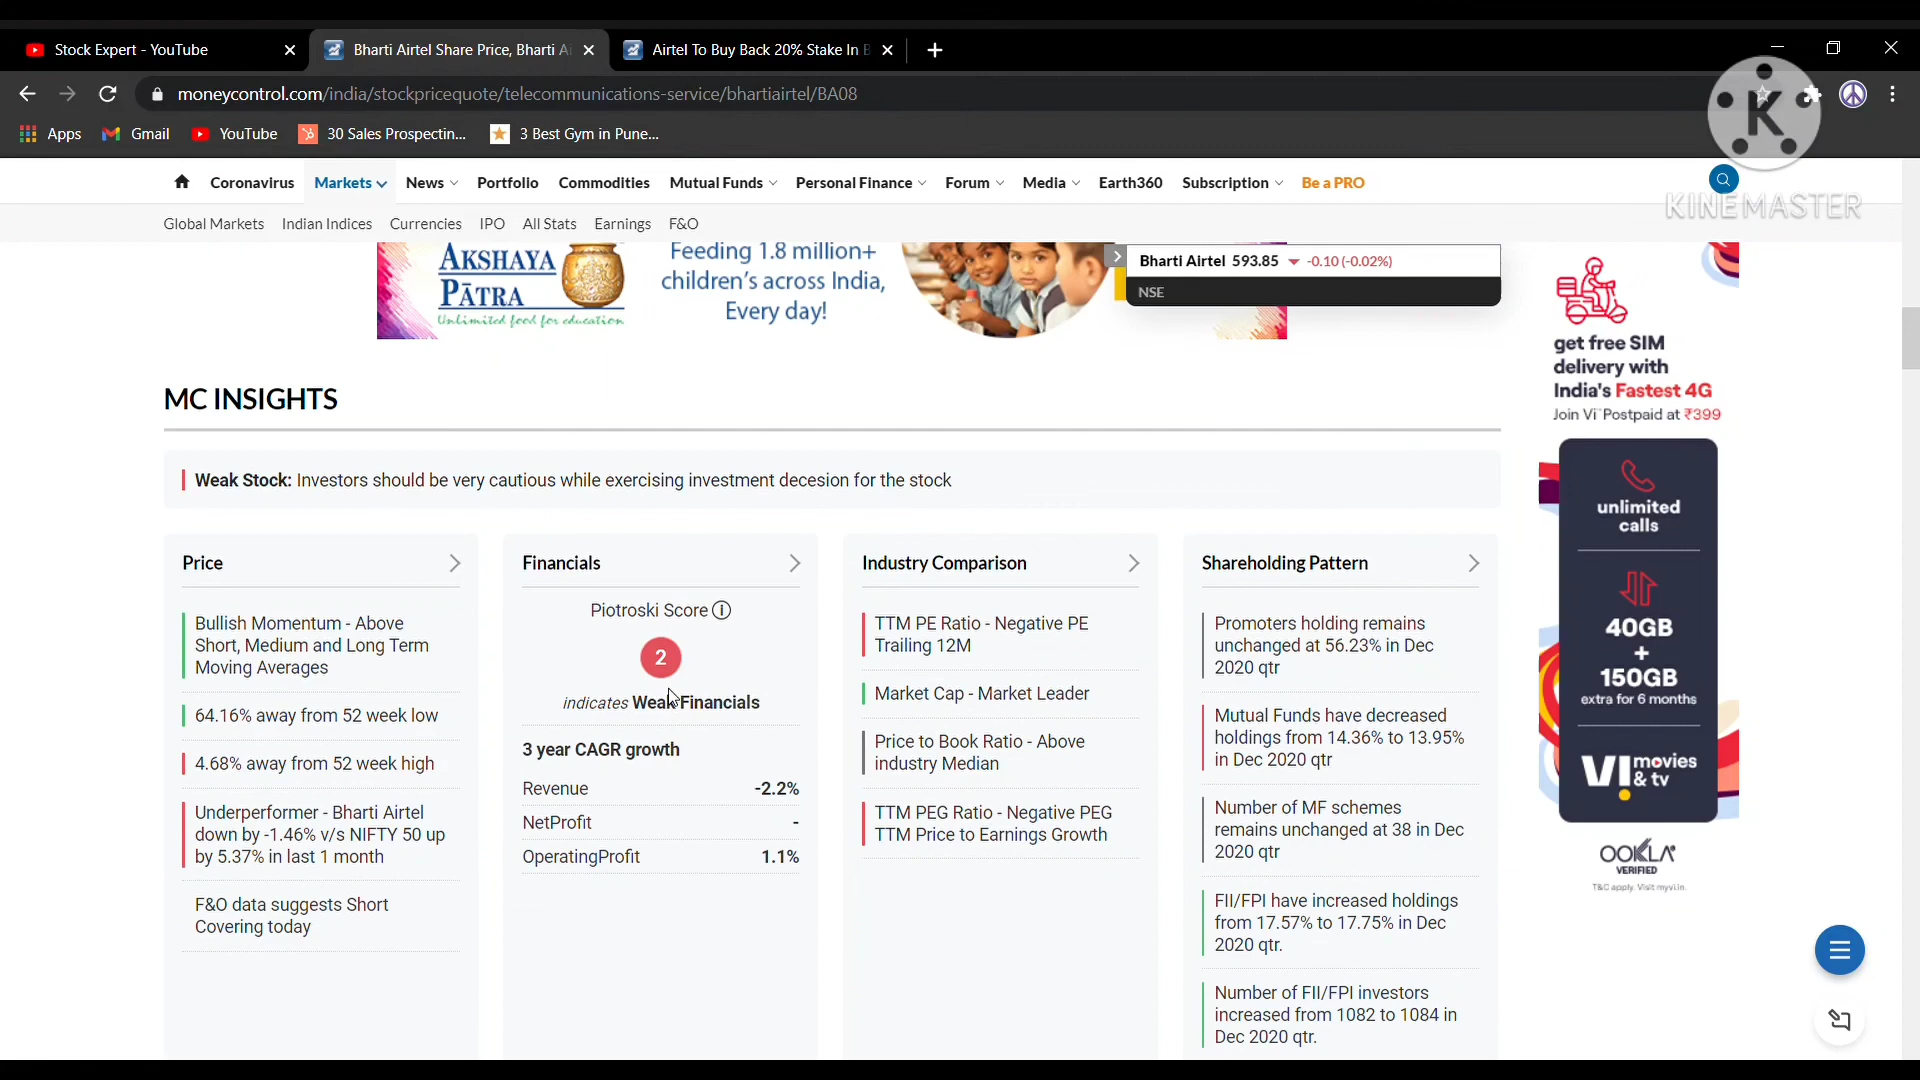 Stock Expert - YouTube
Bharti Airtel Share Price, Bharti Ai
Airtel To Buy Back 20% Stake In B
moneycontrol.com/india/stockpricequote/telecommunications-service/bhartiairtel/BA08
Apps
Gmail
YouTube
30 Sales Prospectin...
3 Best Gym in Pune...
K
KINEMASTER
Coronavirus
Markets
News
Portfolio
Commodities
Mutual Funds
Personal Finance
Forum
Media
Earth360
Subscription
Be a PRO
Global Markets
Indian Indices
Currencies
IPO
All Stats
Earnings
F&O
AKSHAYA
PĀTRA
Unlimited food for education
Feeding 1.8 million+
children's across India,
Every day!
Bharti Airtel 593.85 -0.10 (-0.02%)
NSE
MC INSIGHTS
Weak Stock: Investors should be very cautious while exercising investment decesion for the stock
Price
Bullish Momentum - Above
Short, Medium and Long Term
Moving Averages
64.16% away from 52 week low
4.68% away from 52 week high
Underperformer - Bharti Airtel
down by -1.46% v/s NIFTY 50 up
by 5.37% in last 1 month
F&O data suggests Short
Covering today
Financials
Piotroski Score
2
indicates Weak Financials
3 year CAGR growth
Revenue -2.2%
NetProfit -
OperatingProfit 1.1%
Industry Comparison
TTM PE Ratio - Negative PE
Trailing 12M
Market Cap - Market Leader
Price to Book Ratio - Above
industry Median
TTM PEG Ratio - Negative PEG
TTM Price to Earnings Growth
Shareholding Pattern
Promoters holding remains
unchanged at 56.23% in Dec
2020 qtr
Mutual Funds have decreased
holdings from 14.36% to 13.95%
in Dec 2020 qtr
Number of MF schemes
remains unchanged at 38 in Dec
2020 qtr
FII/FPI have increased holdings
from 17.57% to 17.75% in Dec
2020 qtr.
Number of FII/FPI investors
increased from 1082 to 1084 in
Dec 2020 qtr.
get free SIM
delivery with
India's Fastest 4G
Join Vi Postpaid at ₹399
unlimited
calls
40GB
+
150GB
extra for 6 months
VI movies
& tv
OOKLA
VERIFIED
T&C apply. Visit myvi.in.